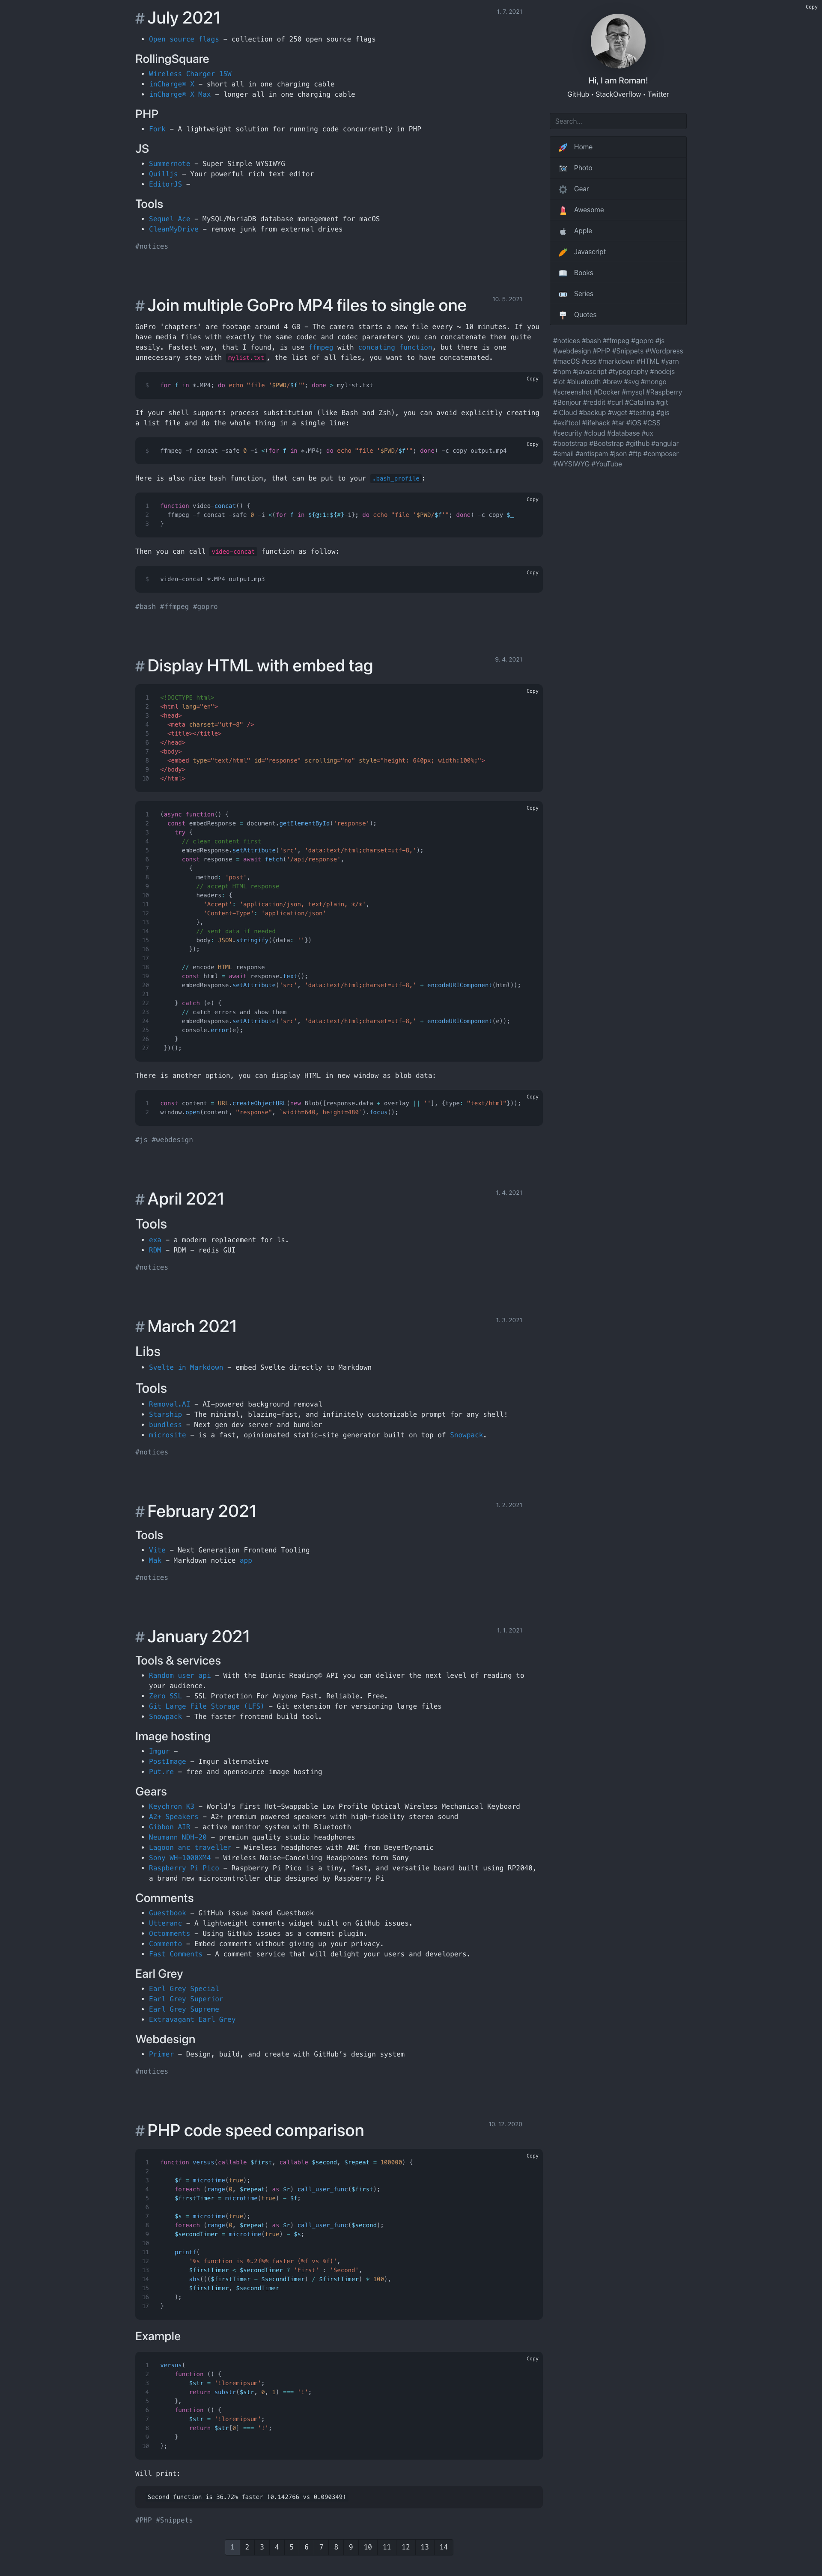 Copy
# July 2021
1. 7. 2021
• Open source flags - collection of 250 open source flags
RollingSquare
• Wireless Charger 15W
• inCharge® X - short all in one charging cable
• inCharge® X Max - longer all in one charging cable
PHP
• Fork - A lightweight solution for running code concurrently in PHP
JS
• Summernote - Super Simple WYSIWYG
• Quilljs - Your powerful rich text editor
• EditorJS -
Tools
• Sequel Ace - MySQL/MariaDB database management for macOS
• CleanMyDrive - remove junk from external drives
#notices
# Join multiple GoPro MP4 files to single one
10. 5. 2021
GoPro 'chapters' are footage around 4 GB ~ The camera starts a new file every ~ 10 minutes. If you
have media files with exactly the same codec and codec parameters you can concatenate them quite
easily. Fastest way, that I found, is use ffmpeg with concating function, but there is one
unnecessary step with mylist.txt, the list of all files, you want to have concatenated.
Copy
$ for f in *.MP4; do echo "file '$PWD/$f'"; done > mylist.txt
If your shell supports process substitution (like Bash and Zsh), you can avoid explicitly creating
a list file and do the whole thing in a single line:
Copy
$ ffmpeg -f concat -safe 0 -i <(for f in *.MP4; do echo "file '$PWD/$f'"; done) -c copy output.mp4
Here is also nice bash function, that can be put to your .bash_profile:
Copy
1 function video-concat() {
2 ffmpeg -f concat -safe 0 -i <(for f in ${@:1:${#}-1}; do echo "file '$PWD/$f'"; done) -c copy $_
3 }
Then you can call video-concat function as follow:
Copy
$ video-concat *.MP4 output.mp3
#bash #ffmpeg #gopro
# Display HTML with embed tag
9. 4. 2021
Copy
1 <!DOCTYPE html>
2 <html lang="en">
3 <head>
4 <meta charset="utf-8" />
5 <title></title>
6 </head>
7 <body>
8 <embed type="text/html" id="response" scrolling="no" style="height: 640px; width:100%;">
9 </body>
10 </html>
Copy
1 (async function() {
2 const embedResponse = document.getElementById('response');
3 try {
4 // clean content first
5 embedResponse.setAttribute('src', 'data:text/html;charset=utf-8,');
6 const response = await fetch('/api/response',
7 {
8 method: 'post',
9 // accept HTML response
10 headers: {
11 'Accept': 'application/json, text/plain, */*',
12 'Content-Type': 'application/json'
13 },
14 // sent data if needed
15 body: JSON.stringify({data: ''})
16 });
17
18 // encode HTML response
19 const html = await response.text();
20 embedResponse.setAttribute('src', 'data:text/html;charset=utf-8,' + encodeURIComponent(html));
21
22 } catch (e) {
23 // catch errors and show them
24 embedResponse.setAttribute('src', 'data:text/html;charset=utf-8,' + encodeURIComponent(e));
25 console.error(e);
26 }
27 })();
There is another option, you can display HTML in new window as blob data:
Copy
1 const content = URL.createObjectURL(new Blob([response.data + overlay || ''], {type: "text/html"}));
2 window.open(content, "response", `width=640, height=480`).focus();
#js #webdesign
# April 2021
1. 4. 2021
Tools
• exa - a modern replacement for ls.
• RDM - RDM - redis GUI
#notices
# March 2021
1. 3. 2021
Libs
• Svelte in Markdown - embed Svelte directly to Markdown
Tools
• Removal.AI - AI-powered background removal
• Starship - The minimal, blazing-fast, and infinitely customizable prompt for any shell!
• bundless - Next gen dev server and bundler
• microsite - is a fast, opinionated static-site generator built on top of Snowpack.
#notices
# February 2021
1. 2. 2021
Tools
• Vite - Next Generation Frontend Tooling
• Mak - Markdown notice app
#notices
# January 2021
1. 1. 2021
Tools & services
• Random user api - With the Bionic Reading© API you can deliver the next level of reading to
your audience.
• Zero SSL - SSL Protection For Anyone Fast. Reliable. Free.
• Git Large File Storage (LFS) - Git extension for versioning large files
• Snowpack - The faster frontend build tool.
Image hosting
• Imgur -
• PostImage - Imgur alternative
• Put.re - free and opensource image hosting
Gears
• Keychron K3 - World's First Hot-Swappable Low Profile Optical Wireless Mechanical Keyboard
• A2+ Speakers - A2+ premium powered speakers with high-fidelity stereo sound
• Gibbon AIR - active monitor system with Bluetooth
• Neumann NDH-20 - premium quality studio headphones
• Lagoon anc traveller - Wireless headphones with ANC from BeyerDynamic
• Sony WH-1000XM4 - Wireless Noise-Canceling Headphones form Sony
• Raspberry Pi Pico - Raspberry Pi Pico is a tiny, fast, and versatile board built using RP2040,
a brand new microcontroller chip designed by Raspberry Pi
Comments
• Guestbook - GitHub issue based Guestbook
• Utteranc - A lightweight comments widget built on GitHub issues.
• Octomments - Using GitHub issues as a comment plugin.
• Commento - Embed comments without giving up your privacy.
• Fast Comments - A comment service that will delight your users and developers.
Earl Grey
• Earl Grey Special
• Earl Grey Superior
• Earl Grey Supreme
• Extravagant Earl Grey
Webdesign
• Primer - Design, build, and create with GitHub's design system
#notices
# PHP code speed comparison
10. 12. 2020
Copy
1 function versus(callable $first, callable $second, $repeat = 100000) {
2
3 $f = microtime(true);
4 foreach (range(0, $repeat) as $r) call_user_func($first);
5 $firstTimer = microtime(true) - $f;
6
7 $s = microtime(true);
8 foreach (range(0, $repeat) as $r) call_user_func($second);
9 $secondTimer = microtime(true) - $s;
10
11 printf(
12 '%s function is %.2f%% faster (%f vs %f)',
13 $firstTimer < $secondTimer ? 'First' : 'Second',
14 abs((($firstTimer - $secondTimer) / $firstTimer) * 100),
15 $firstTimer, $secondTimer
16 );
17 }
Example
Copy
1 versus(
2 function () {
3 $str = '!loremipsum';
4 return substr($str, 0, 1) === '!';
5 },
6 function () {
7 $str = '!loremipsum';
8 return $str[0] === '!';
9 }
10 );
Will print:
Second function is 36.72% faster (0.142766 vs 0.090349)
#PHP #Snippets
1 2 3 4 5 6 7 8 9 10 11 12 13 14
Hi, I am Roman!
GitHub • StackOverflow • Twitter
Search...
Home
Photo
Gear
Awesome
Apple
Javascript
Books
Series
Quotes
#notices #bash #ffmpeg #gopro #js
#webdesign #PHP #Snippets #Wordpress
#macOS #css #markdown #HTML #yarn
#npm #javascript #typography #nodejs
#iot #bluetooth #brew #svg #mongo
#screenshot #Docker #mysql #Raspberry
#Bonjour #reddit #curl #Catalina #git
#iCloud #backup #wget #testing #gis
#exiftool #lifehack #tar #iOS #CSS
#security #cloud #database #ux
#bootstrap #Bootstrap #github #angular
#email #antispam #json #ftp #composer
#WYSIWYG #YouTube